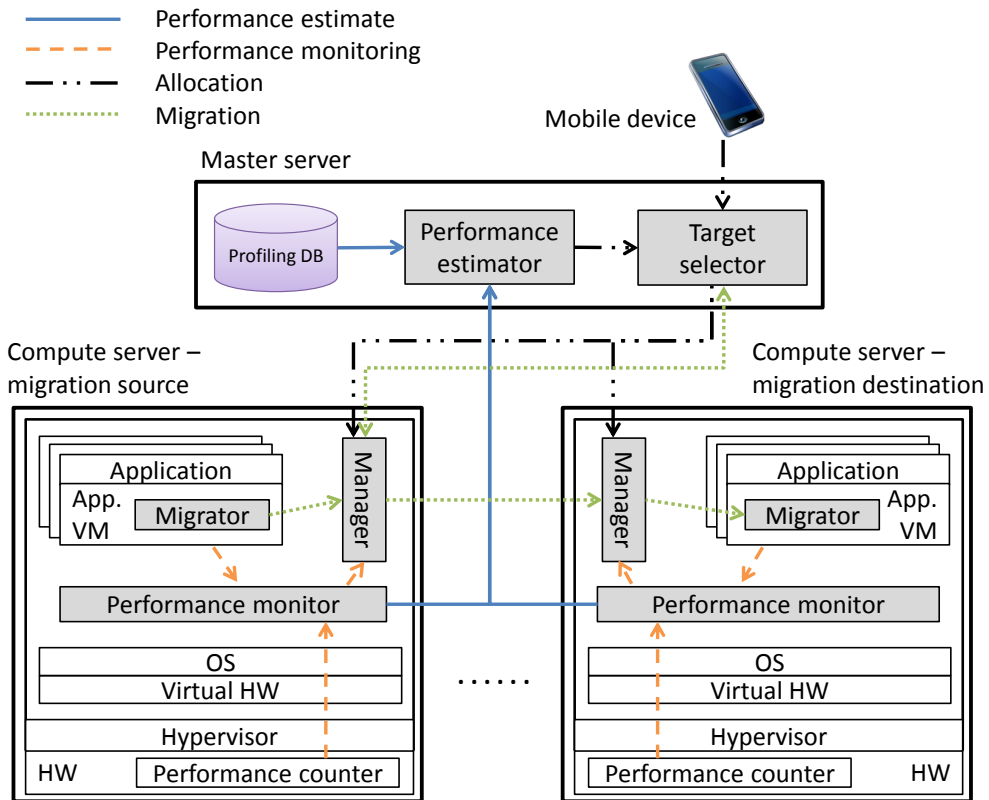 Performance estimate
Performance monitoring
Allocation
Migration
Mobile device
Master server
Profiling DB
Performance
estimator
Target
selector
Compute server –
migration source
Compute server –
migration destination
Application
App.
VM
Migrator
Manager
Performance monitor
OS
Virtual HW
Hypervisor
HW
Performance counter
......
Manager
Application
Migrator
App.
VM
Performance monitor
OS
Virtual HW
Hypervisor
Performance counter
HW